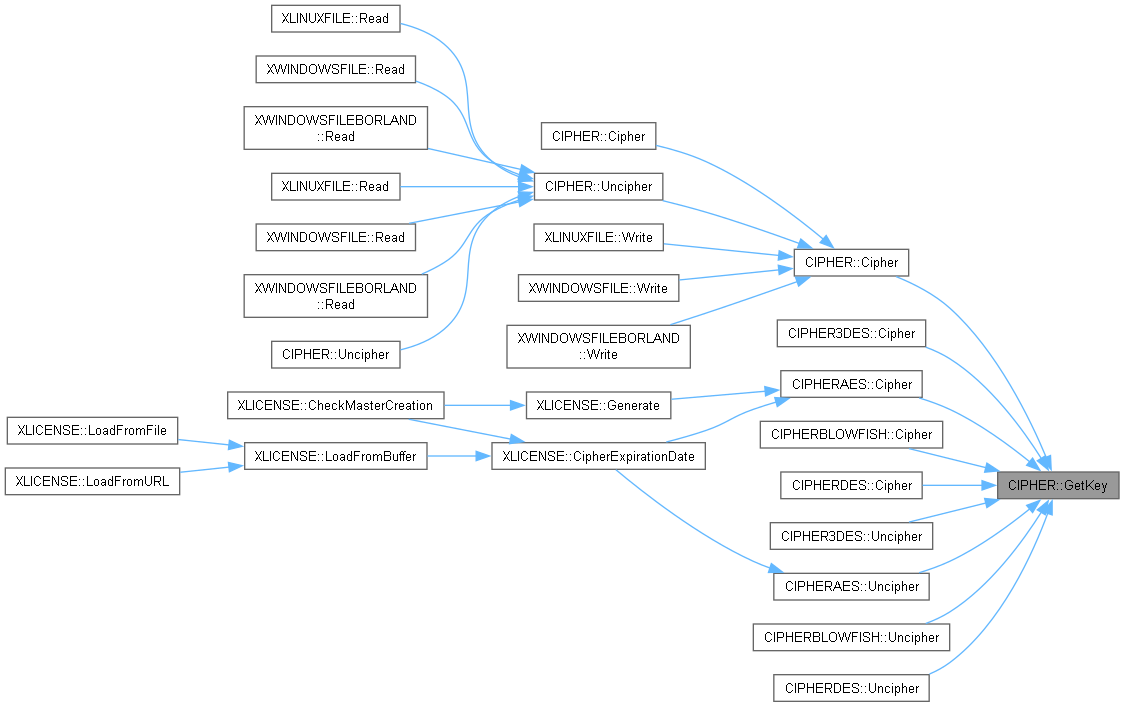 XLINUXFILE::Read
XWINDOWSFILE::Read
XWINDOWSFILEBORLAND
::Read
CIPHER::Cipher
XLINUXFILE::Read
CIPHER::Uncipher
XWINDOWSFILE::Read
XLINUXFILE::Write
CIPHER::Cipher
XWINDOWSFILEBORLAND
::Read
XWINDOWSFILE::Write
CIPHER3DES::Cipher
XWINDOWSFILEBORLAND
::Write
CIPHER::Uncipher
CIPHERAES::Cipher
XLICENSE::CheckMasterCreation
XLICENSE::Generate
XLICENSE::LoadFromFile
CIPHERBLOWFISH::Cipher
XLICENSE::LoadFromBuffer
XLICENSE::CipherExpirationDate
XLICENSE::LoadFromURL
CIPHERDES::Cipher
CIPHER::GetKey
CIPHER3DES::Uncipher
CIPHERAES::Uncipher
CIPHERBLOWFISH::Uncipher
CIPHERDES::Uncipher